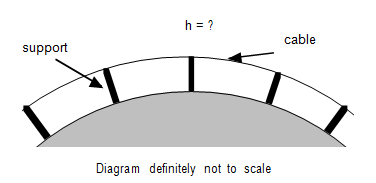 h = ?
cable
support
Diagram definitely not to scale